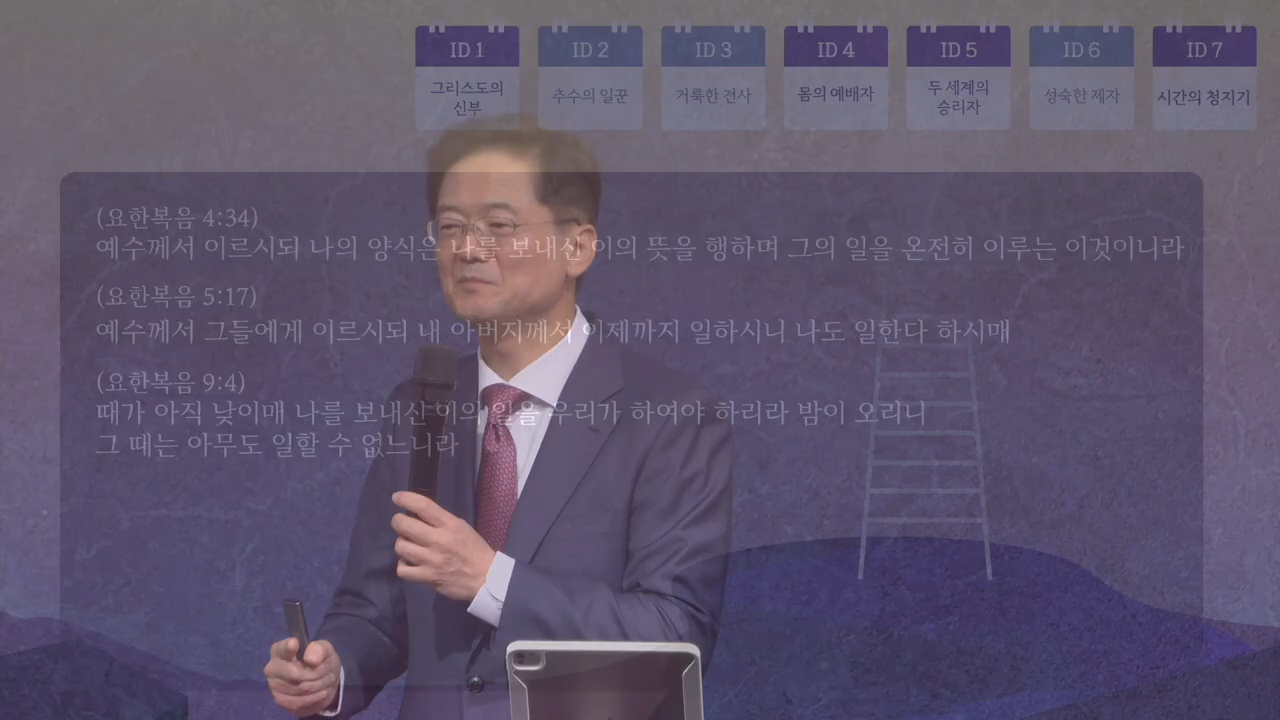 ID 1
그리스도의
신부
ID 2
추수의 일꾼
ID 3
거룩한 전사
ID 4
몸의 예배자
ID 5
두 세계의
승리자
ID 6
성숙한 제자
ID 7
시간의 청지기
(요한복음 4:34)
예수께서 이르시되 나의 양식은 나를 보내신 이의 뜻을 행하며 그의 일을 온전히 이루는 이것이니라
(요한복음 5:17)
예수께서 그들에게 이르시되 내 아버지께서 이제까지 일하시니 나도 일한다 하시매
(요한복음 9:4)
때가 아직 낮이매 나를 보내신 이의 일을 우리가 하여야 하리라 밤이 오리니
그 때는 아무도 일할 수 없느니라